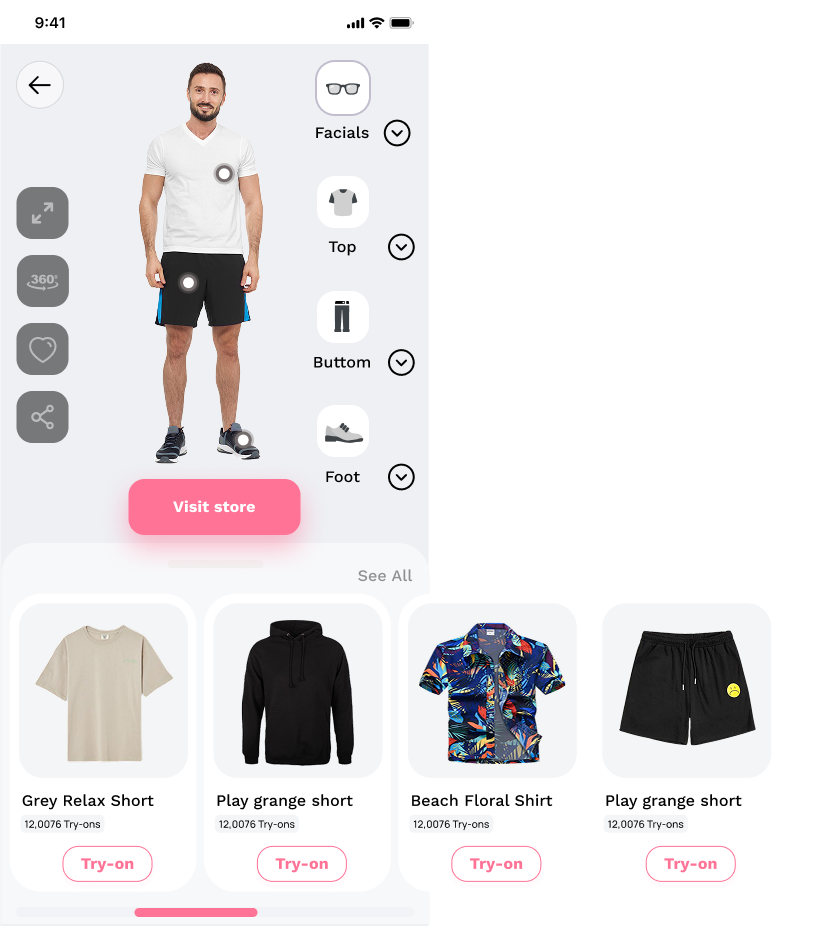 9:41
Facials
360°
Top
Buttom
Foot
Visit store
See All
Grey Relax Short
12,0076 Try-ons
Try-on
Play grange short
12,0076 Try-ons
Try-on
Beach Floral Shirt
12,0076 Try-ons
Try-on
Play grange short
12,0076 Try-ons
Try-on